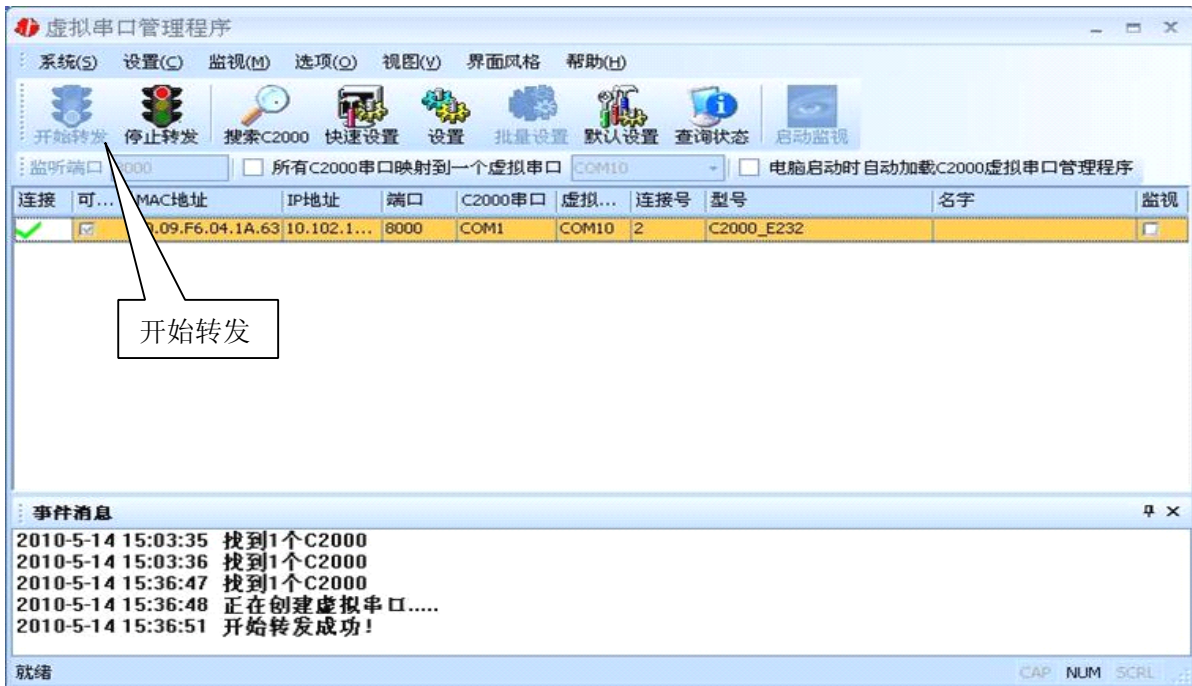 虚拟串口管理程序
系统(S) 设置(C) 监视(M) 选项(O) 视图(V) 界面风格 帮助(H)
开始转发 停止转发 搜索C2000 快速设置 设置 批量设置 默认设置 查询状态 启动监视
监听端口 所有C2000串口映射到一个虚拟串口 COM10 电脑启动时自动加载C2000虚拟串口管理程序
连接 可... MAC地址 IP地址 端口 C2000串口 虚拟... 连接号 型号 名字 监视
.09.F6.04.1A.63 10.102.1... 8000 COM1 COM10 2 C2000_E232
开始转发
事件消息
2010-5-14 15:03:35 找到1个C2000
2010-5-14 15:03:36 找到1个C2000
2010-5-14 15:36:47 找到1个C2000
2010-5-14 15:36:48 正在创建虚拟串口.....
2010-5-14 15:36:51 开始转发成功!
就绪 CAP NUM SCRL